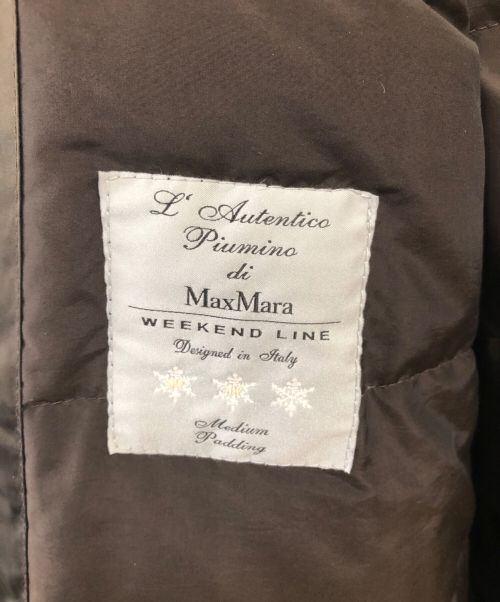 L' Autentico
Piumino
di
MaxMara
WEEKEND LINE
Designed in Italy
Medium
Padding